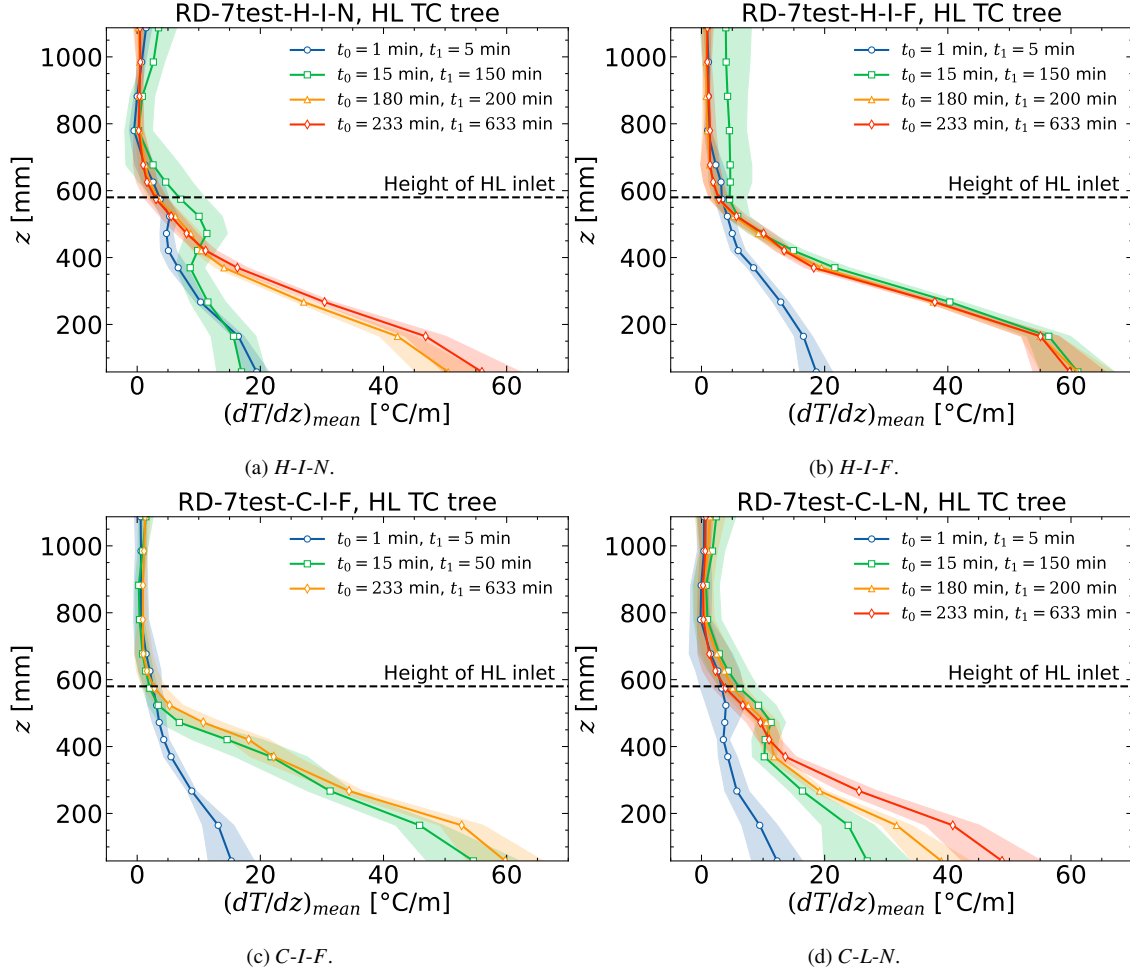 RD-7test-H-I-N, HL TC tree
1000
800
600
400
200
z [mm]
t₀ = 1 min, t₁ = 5 min
t₀ = 15 min, t₁ = 150 min
t₀ = 180 min, t₁ = 200 min
t₀ = 233 min, t₁ = 633 min
Height of HL inlet
0 20 40 60
(dT/dz)mean [°C/m]
(a) H-I-N.
RD-7test-H-I-F, HL TC tree
1000
800
600
400
200
z [mm]
t₀ = 1 min, t₁ = 5 min
t₀ = 15 min, t₁ = 150 min
t₀ = 180 min, t₁ = 200 min
t₀ = 233 min, t₁ = 633 min
Height of HL inlet
0 20 40 60
(dT/dz)mean [°C/m]
(b) H-I-F.
RD-7test-C-I-F, HL TC tree
1000
800
600
400
200
z [mm]
t₀ = 1 min, t₁ = 5 min
t₀ = 15 min, t₁ = 50 min
t₀ = 233 min, t₁ = 633 min
Height of HL inlet
0 20 40 60
(dT/dz)mean [°C/m]
(c) C-I-F.
RD-7test-C-L-N, HL TC tree
1000
800
600
400
200
z [mm]
t₀ = 1 min, t₁ = 5 min
t₀ = 15 min, t₁ = 150 min
t₀ = 180 min, t₁ = 200 min
t₀ = 233 min, t₁ = 633 min
Height of HL inlet
0 20 40 60
(dT/dz)mean [°C/m]
(d) C-L-N.